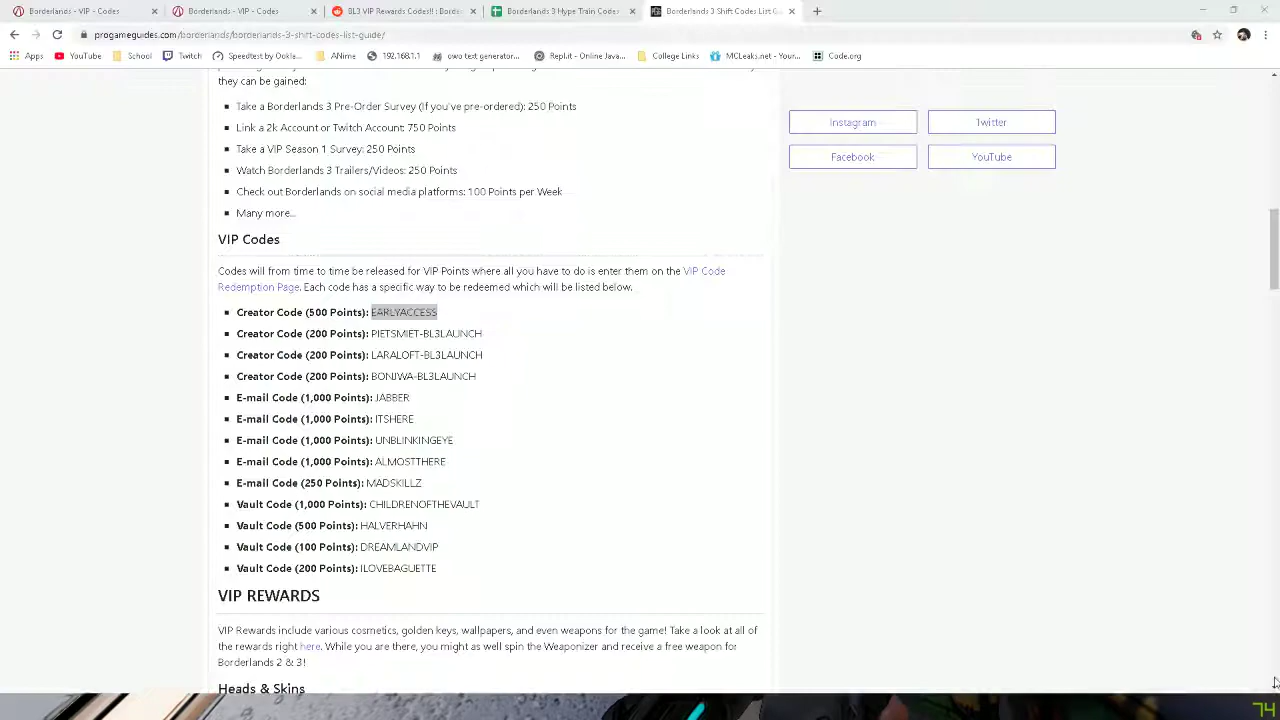 Borderlands - VIP - Codes
Borderlands - VIP - Codes
BL3 VIP Rewards Codes!! : Border
Borderlands 3 Hype Train Codes
Borderlands 3 Shift Codes List G
progameguides.com/borderlands/borderlands-3-shift-codes-list-guide/
Apps
YouTube
School
Twitch
Speedtest by Ookla...
ANime
192.168.1.1
owo text generator...
Repl.it - Online Java...
College Links
MCLeaks.net - Your...
Code.org
they can be gained:
Take a Borderlands 3 Pre-Order Survey (If you've pre-ordered): 250 Points
Link a 2k Account or Twitch Account: 750 Points
Take a VIP Season 1 Survey: 250 Points
Watch Borderlands 3 Trailers/Videos: 250 Points
Check out Borderlands on social media platforms: 100 Points per Week
Many more...
Instagram
Twitter
Facebook
YouTube
VIP Codes
Codes will from time to time be released for VIP Points where all you have to do is enter them on the VIP Code
Redemption Page. Each code has a specific way to be redeemed which will be listed below.
Creator Code (500 Points): EARLYACCESS
Creator Code (200 Points): PIETSMIET-BL3LAUNCH
Creator Code (200 Points): LARALOFT-BL3LAUNCH
Creator Code (200 Points): BONJWA-BL3LAUNCH
E-mail Code (1,000 Points): JABBER
E-mail Code (1,000 Points): ITSHERE
E-mail Code (1,000 Points): UNBLINKINGEYE
E-mail Code (1,000 Points): ALMOSTTHERE
E-mail Code (250 Points): MADSKILLZ
Vault Code (1,000 Points): CHILDRENOFTHEVAULT
Vault Code (500 Points): HALVERHAHN
Vault Code (100 Points): DREAMLANDVIP
Vault Code (200 Points): ILOVEBAGUETTE
VIP REWARDS
VIP Rewards include various cosmetics, golden keys, wallpapers, and even weapons for the game! Take a look at all of
the rewards right here. While you are there, you might as well spin the Weaponizer and receive a free weapon for
Borderlands 2 & 3!
Heads & Skins
74